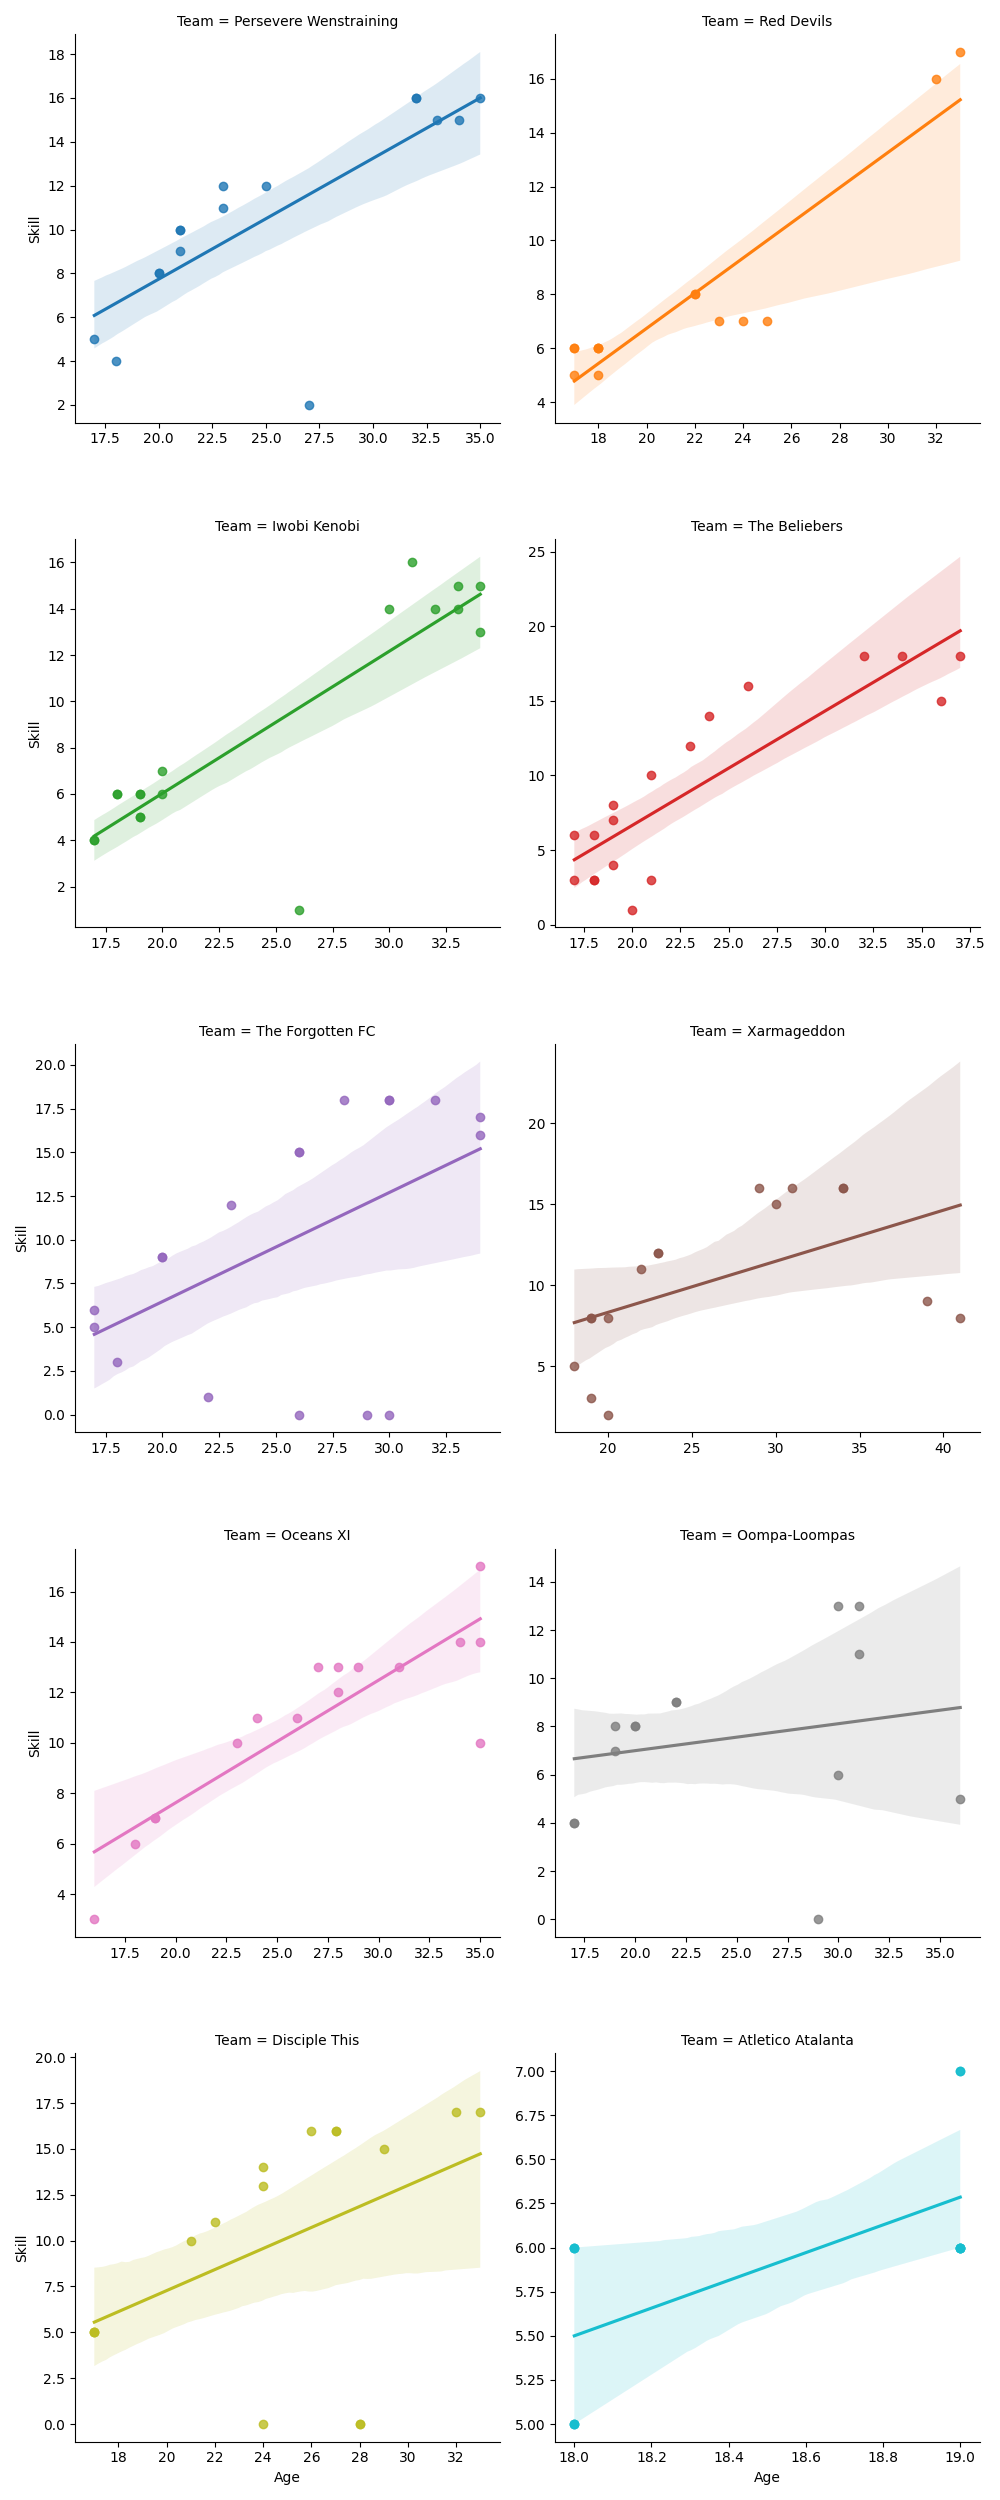 Team = Persevere Wenstraining
Skill
18
16
14
12
10
8
6
4
2
17.5 20.0 22.5 25.0 27.5 30.0 32.5 35.0
Team = Red Devils
16
14
12
10
8
6
4
18 20 22 24 26 28 30 32
Team = Iwobi Kenobi
Skill
16
14
12
10
8
6
4
2
17.5 20.0 22.5 25.0 27.5 30.0 32.5
Team = The Beliebers
25
20
15
10
5
0
17.5 20.0 22.5 25.0 27.5 30.0 32.5 35.0 37.5
Team = The Forgotten FC
Skill
20.0
17.5
15.0
12.5
10.0
7.5
5.0
2.5
0.0
17.5 20.0 22.5 25.0 27.5 30.0 32.5
Team = Xarmageddon
20
15
10
5
20 25 30 35 40
Team = Oceans XI
Skill
16
14
12
10
8
6
4
17.5 20.0 22.5 25.0 27.5 30.0 32.5 35.0
Team = Oompa-Loompas
14
12
10
8
6
4
2
0
17.5 20.0 22.5 25.0 27.5 30.0 32.5 35.0
Team = Disciple This
Skill
20.0
17.5
15.0
12.5
10.0
7.5
5.0
2.5
0.0
18 20 22 24 26 28 30 32
Age
Team = Atletico Atalanta
7.00
6.75
6.50
6.25
6.00
5.75
5.50
5.25
5.00
18.0 18.2 18.4 18.6 18.8 19.0
Age